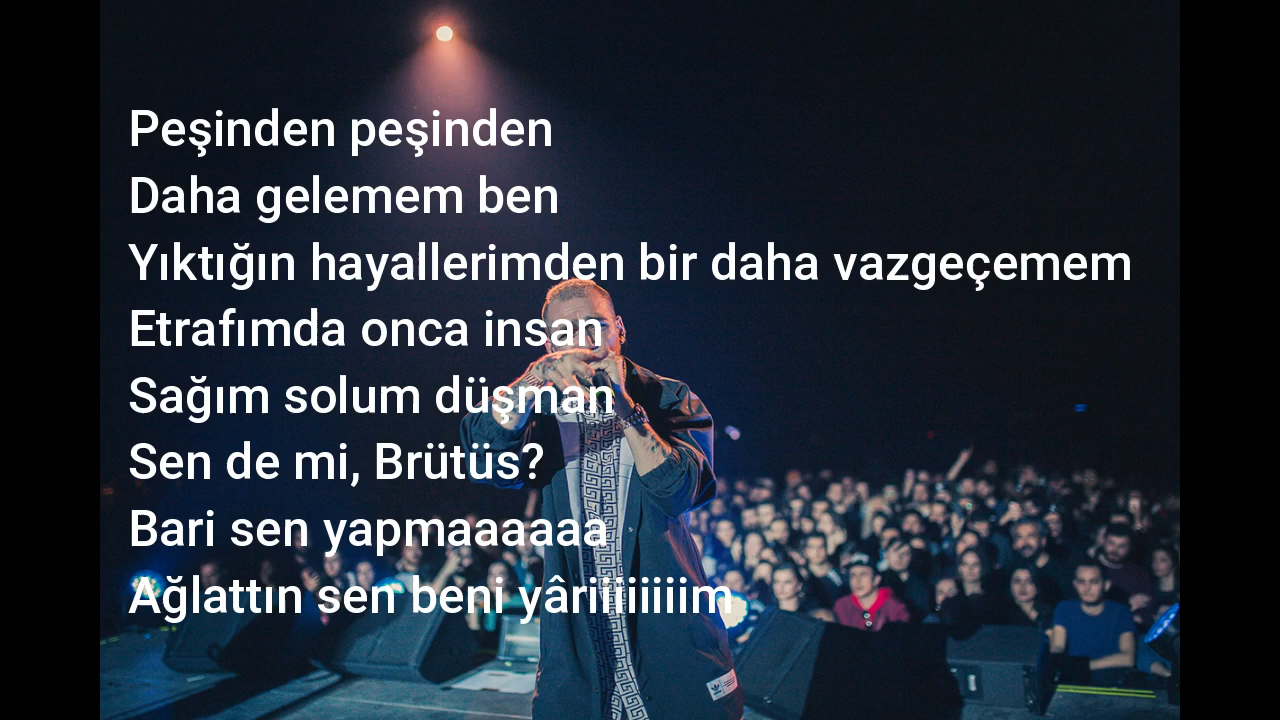 Peşinden peşinden
Daha gelemem ben
Yıktığın hayallerimden bir daha vazgeçemem
Etrafımda onca insan
Sağım solum düşman
Sen de mi, Brütüs?
Bari sen yapmaaaaaa
Ağlattın sen beni yâriiiiiiiim